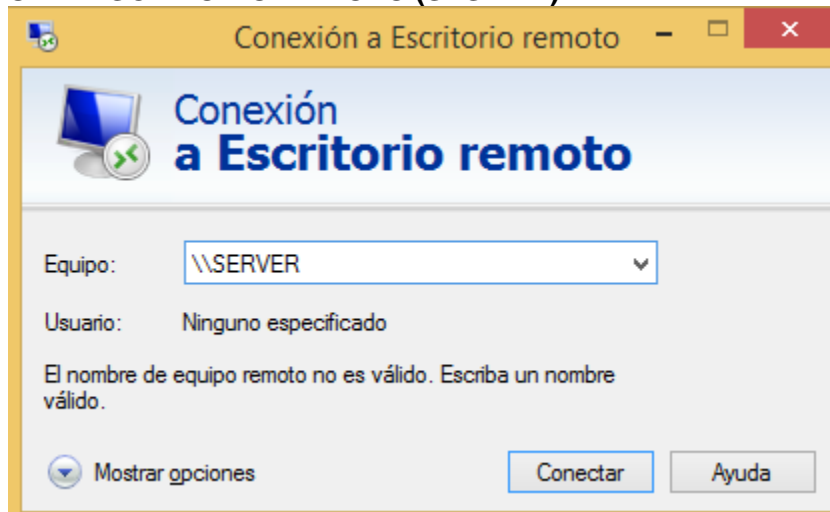 Conexión a Escritorio remoto
Conexión
a Escritorio remoto
Equipo: \\SERVER
Usuario: Ninguno especificado
El nombre de equipo remoto no es válido. Escriba un nombre
válido.
Mostrar opciones Conectar Ayuda